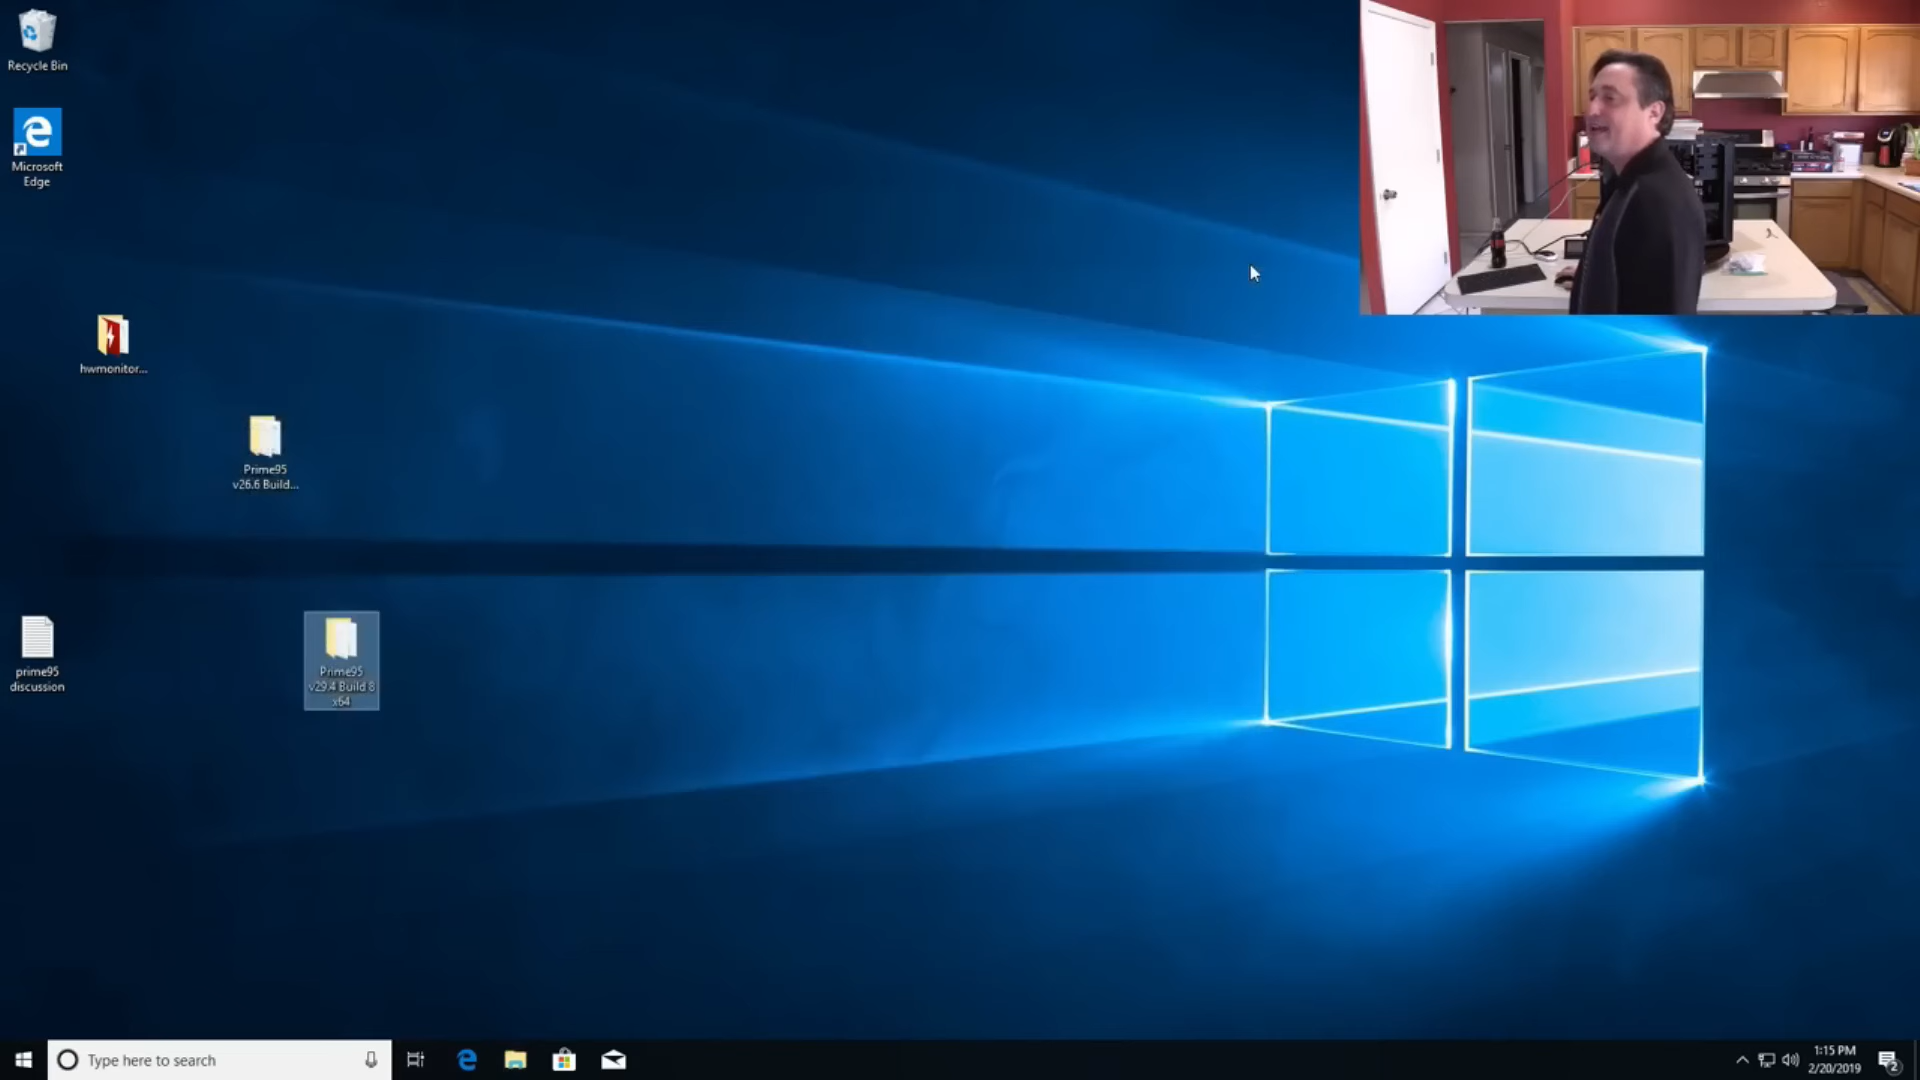 Recycle Bin
Microsoft
Edge
hwmonitor...
Prime95
v26.6 Build...
prime95
discussion
Prime95
v29.4 Build 8
x64
Type here to search
1:15 PM
2/20/2019
2